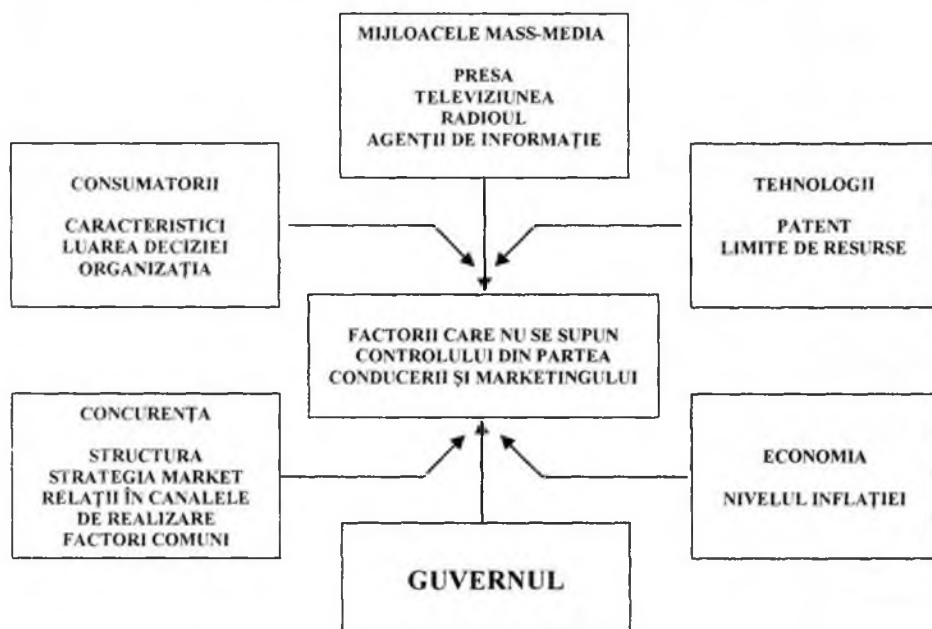 MIJLOACELE MASS-MEDIA
PRESA
TELEVIZIUNEA
RADIOUL
AGENȚII DE INFORMAȚIE
CONSUMATORII
CARACTERISTICI
LUAREA DECIZIEI
ORGANIZAȚIA
TEHNOLOGII
PATENT
LIMITE DE RESURSE
FACTORII CARE NU SE SUPUN
CONTROLULUI DIN PARTEA
CONDUCERII ȘI MARKETINGULUI
CONCURENȚA
STRUCTURA
STRATEGIA MARKET
RELAȚII ÎN CANALELE
DE REALIZARE
FACTORI COMUNI
ECONOMIA
NIVELUL INFLAȚIEI
GUVERNUL